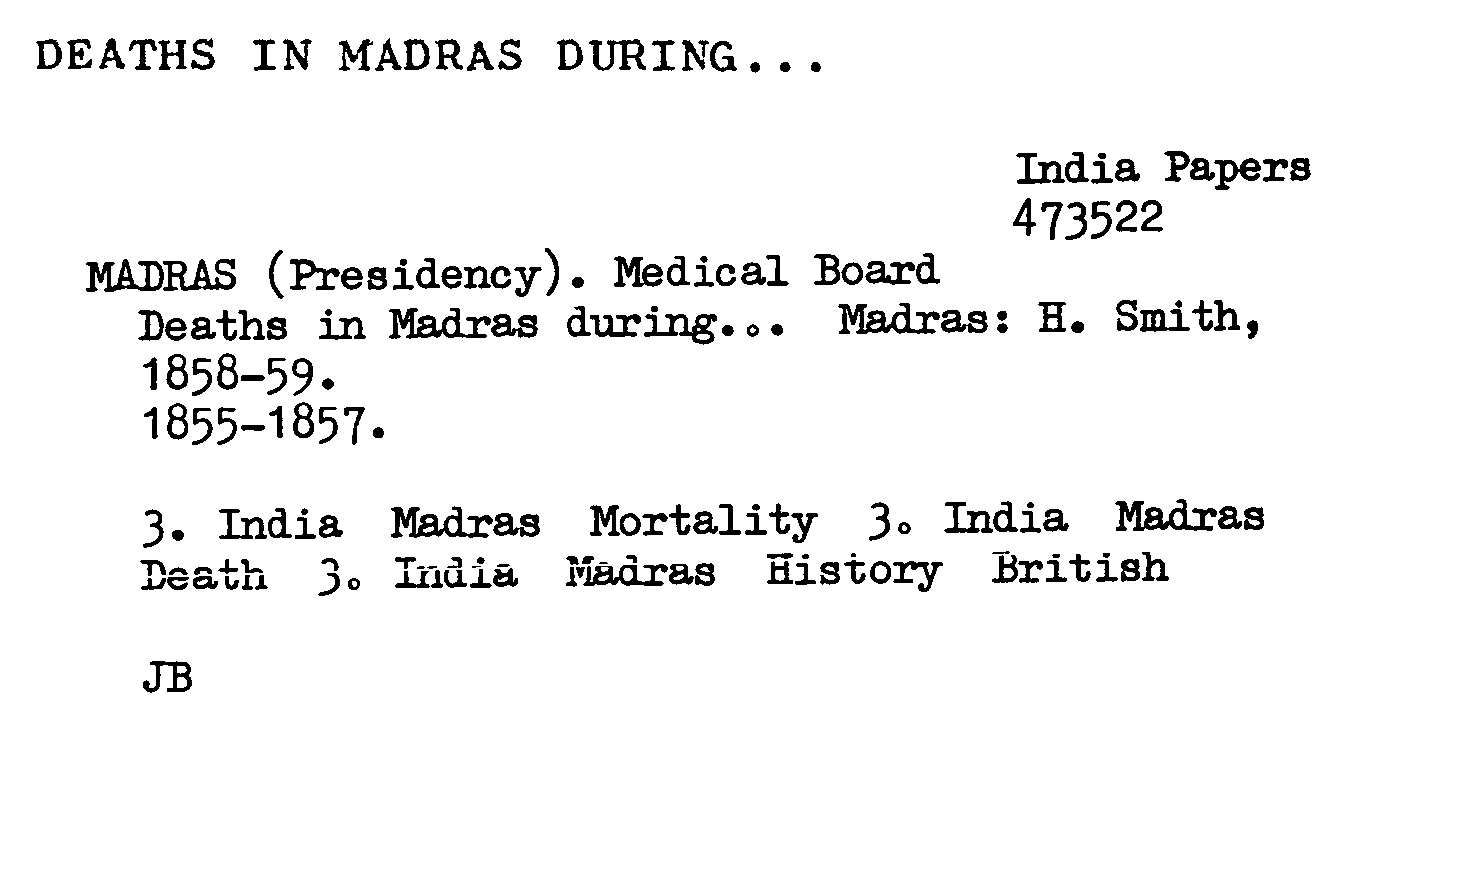 DEATHS IN MADRAS DURING...
India Papers
473522
MADRAS (Presidency). Medical Board
Deaths in Madras during... Madras: H. Smith,
1858-59.
1855-1857.
3. India Madras Mortality 3. India Madras
Death 3. India Madras History British
JB